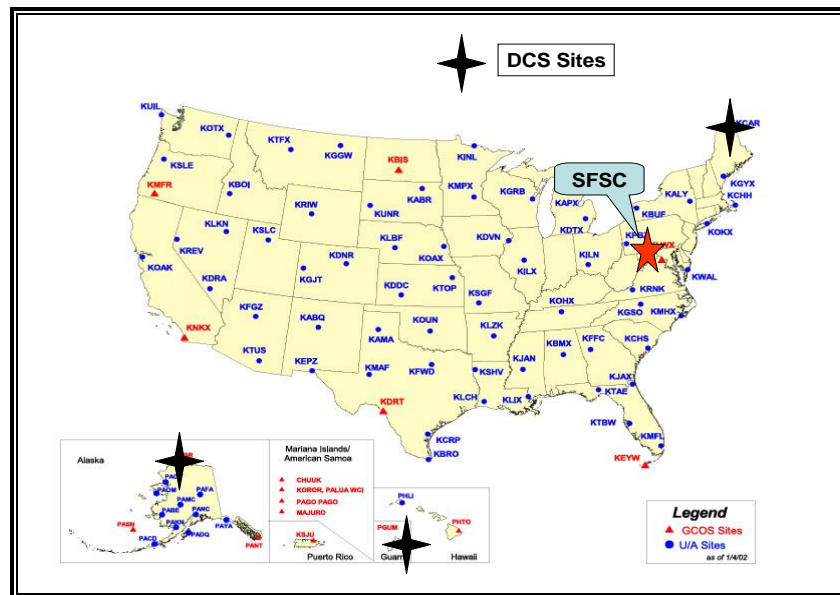 DCS Sites
KCAR
KUIL
KOTX
KTFX
KGGW
KBIS
KINL
KSLE
KMFR
KBOI
KRIW
KUNR
KABR
KMPX
KGRB
KAPX
SFSC
KALY
KGYX
KCHH
KBUF
KDTX
KOKX
KLKN
KREV
KSLC
KLBF
KOAX
KDVN
KILX
KILN
KWAL
KOAK
KDRA
KDNR
KGJT
KDDC
KTOP
KSGF
KOHX
KRNK
KGSO
KMHX
KFGZ
KNKX
KABQ
KAMA
KOUN
KLZK
KBMX
KFFC
KCHS
KTUS
KEPZ
KMAF
KFWD
KSHV
KJAN
KJAX
KTAE
KDRT
KLCH
KLIX
KTBW
KMFL
KCRP
KBRO
KEYW
Alaska
PAOM
PAFA
PAMC
PABE
PANC
PASN
PAKN
PAYA
PACD
PADQ
PANT
Mariana Islands/
American Samoa
CHUUK
KOROR, PALUA WCI
PAGO PAGO
MAJURO
KSJU
Puerto Rico
PHLI
PGUM
PHTO
Guam
Hawaii
Legend
GCOS Sites
U/A Sites
as of 1/4/02